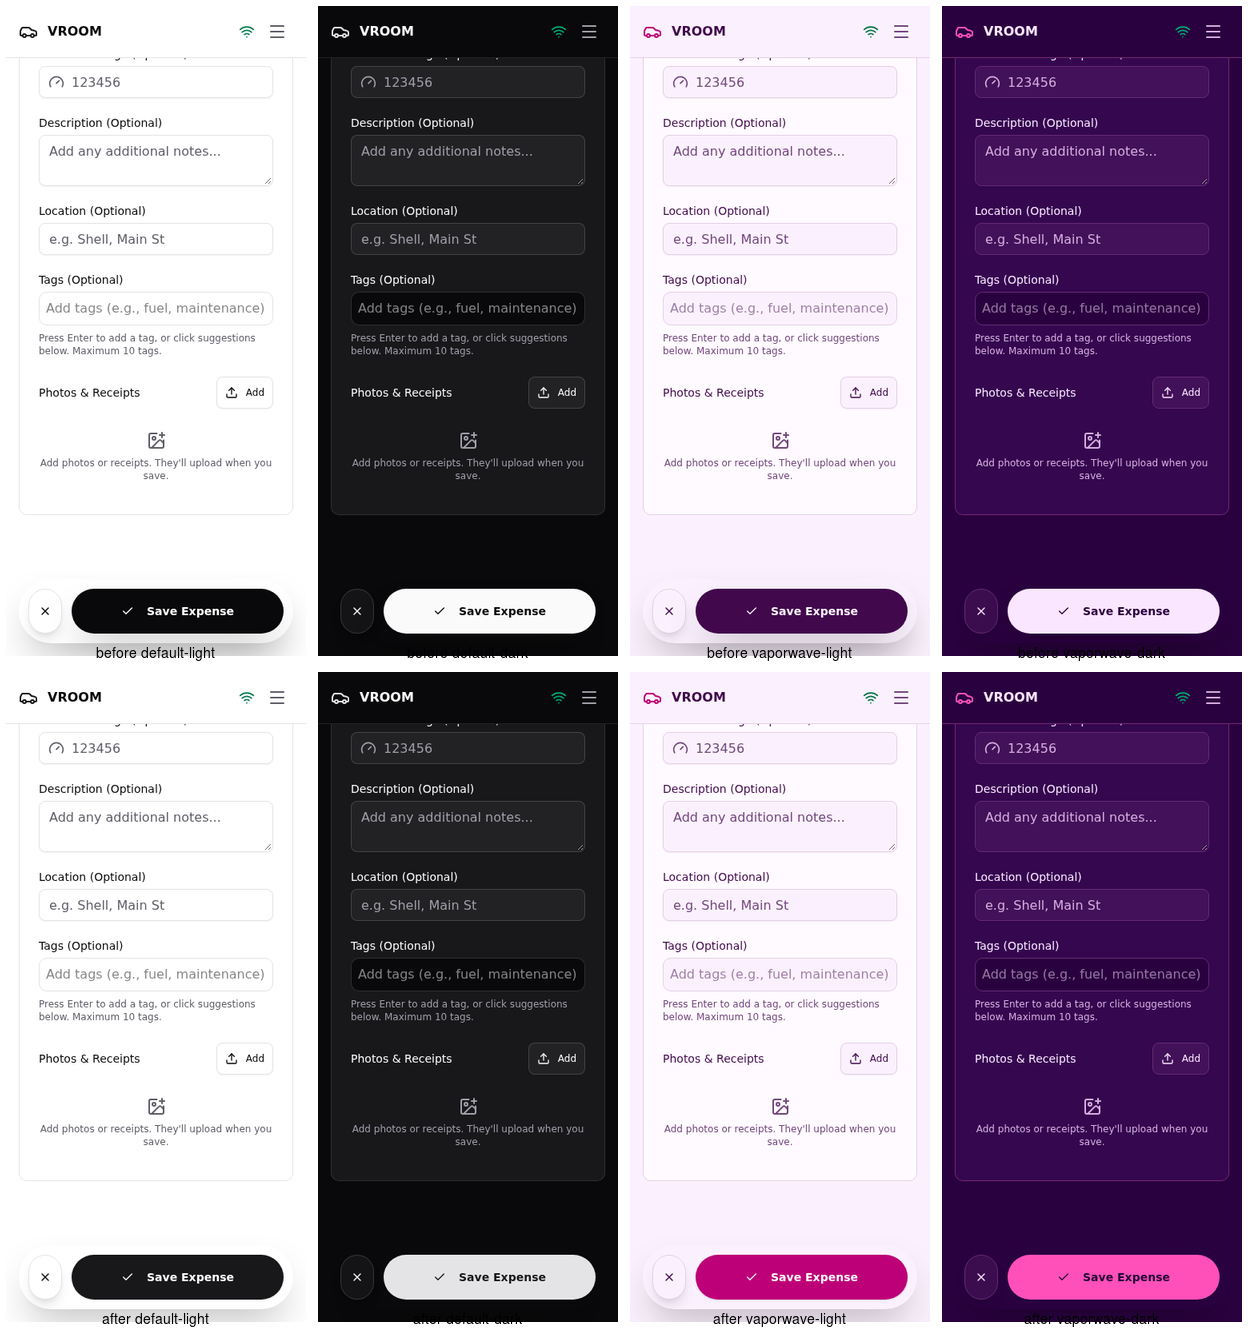 VROOM
123456
Description (Optional)
Add any additional notes...
Location (Optional)
e.g. Shell, Main St
Tags (Optional)
Add tags (e.g., fuel, maintenance)
Press Enter to add a tag, or click suggestions
below. Maximum 10 tags.
Photos & Receipts
Add
Add photos or receipts. They'll upload when you
save.
Save Expense
before default-light
VROOM
123456
Description (Optional)
Add any additional notes...
Location (Optional)
e.g. Shell, Main St
Tags (Optional)
Add tags (e.g., fuel, maintenance)
Press Enter to add a tag, or click suggestions
below. Maximum 10 tags.
Photos & Receipts
Add
Add photos or receipts. They'll upload when you
save.
Save Expense
before default-dark
VROOM
123456
Description (Optional)
Add any additional notes...
Location (Optional)
e.g. Shell, Main St
Tags (Optional)
Add tags (e.g., fuel, maintenance)
Press Enter to add a tag, or click suggestions
below. Maximum 10 tags.
Photos & Receipts
Add
Add photos or receipts. They'll upload when you
save.
Save Expense
before vaporwave-light
VROOM
123456
Description (Optional)
Add any additional notes...
Location (Optional)
e.g. Shell, Main St
Tags (Optional)
Add tags (e.g., fuel, maintenance)
Press Enter to add a tag, or click suggestions
below. Maximum 10 tags.
Photos & Receipts
Add
Add photos or receipts. They'll upload when you
save.
Save Expense
before vaporwave-dark
VROOM
123456
Description (Optional)
Add any additional notes...
Location (Optional)
e.g. Shell, Main St
Tags (Optional)
Add tags (e.g., fuel, maintenance)
Press Enter to add a tag, or click suggestions
below. Maximum 10 tags.
Photos & Receipts
Add
Add photos or receipts. They'll upload when you
save.
Save Expense
after default-light
VROOM
123456
Description (Optional)
Add any additional notes...
Location (Optional)
e.g. Shell, Main St
Tags (Optional)
Add tags (e.g., fuel, maintenance)
Press Enter to add a tag, or click suggestions
below. Maximum 10 tags.
Photos & Receipts
Add
Add photos or receipts. They'll upload when you
save.
Save Expense
after default-dark
VROOM
123456
Description (Optional)
Add any additional notes...
Location (Optional)
e.g. Shell, Main St
Tags (Optional)
Add tags (e.g., fuel, maintenance)
Press Enter to add a tag, or click suggestions
below. Maximum 10 tags.
Photos & Receipts
Add
Add photos or receipts. They'll upload when you
save.
Save Expense
after vaporwave-light
VROOM
123456
Description (Optional)
Add any additional notes...
Location (Optional)
e.g. Shell, Main St
Tags (Optional)
Add tags (e.g., fuel, maintenance)
Press Enter to add a tag, or click suggestions
below. Maximum 10 tags.
Photos & Receipts
Add
Add photos or receipts. They'll upload when you
save.
Save Expense
after vaporwave-dark